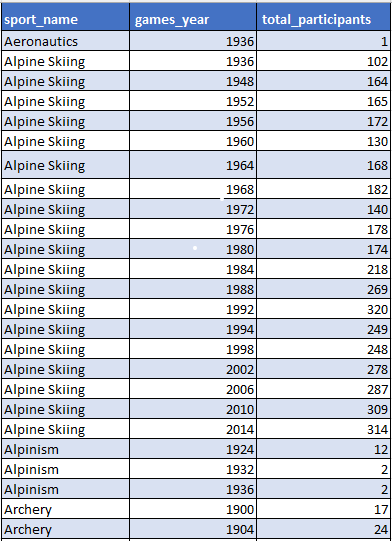 sport_name games_year total_participants
Aeronautics 1936 1
Alpine Skiing 1936 102
Alpine Skiing 1948 164
Alpine Skiing 1952 165
Alpine Skiing 1956 172
Alpine Skiing 1960 130
Alpine Skiing 1964 168
Alpine Skiing 1968 182
Alpine Skiing 1972 140
Alpine Skiing 1976 178
Alpine Skiing 1980 174
Alpine Skiing 1984 218
Alpine Skiing 1988 269
Alpine Skiing 1992 320
Alpine Skiing 1994 249
Alpine Skiing 1998 248
Alpine Skiing 2002 278
Alpine Skiing 2006 287
Alpine Skiing 2010 309
Alpine Skiing 2014 314
Alpinism 1924 12
Alpinism 1932 2
Alpinism 1936 2
Archery 1900 17
Archery 1904 24